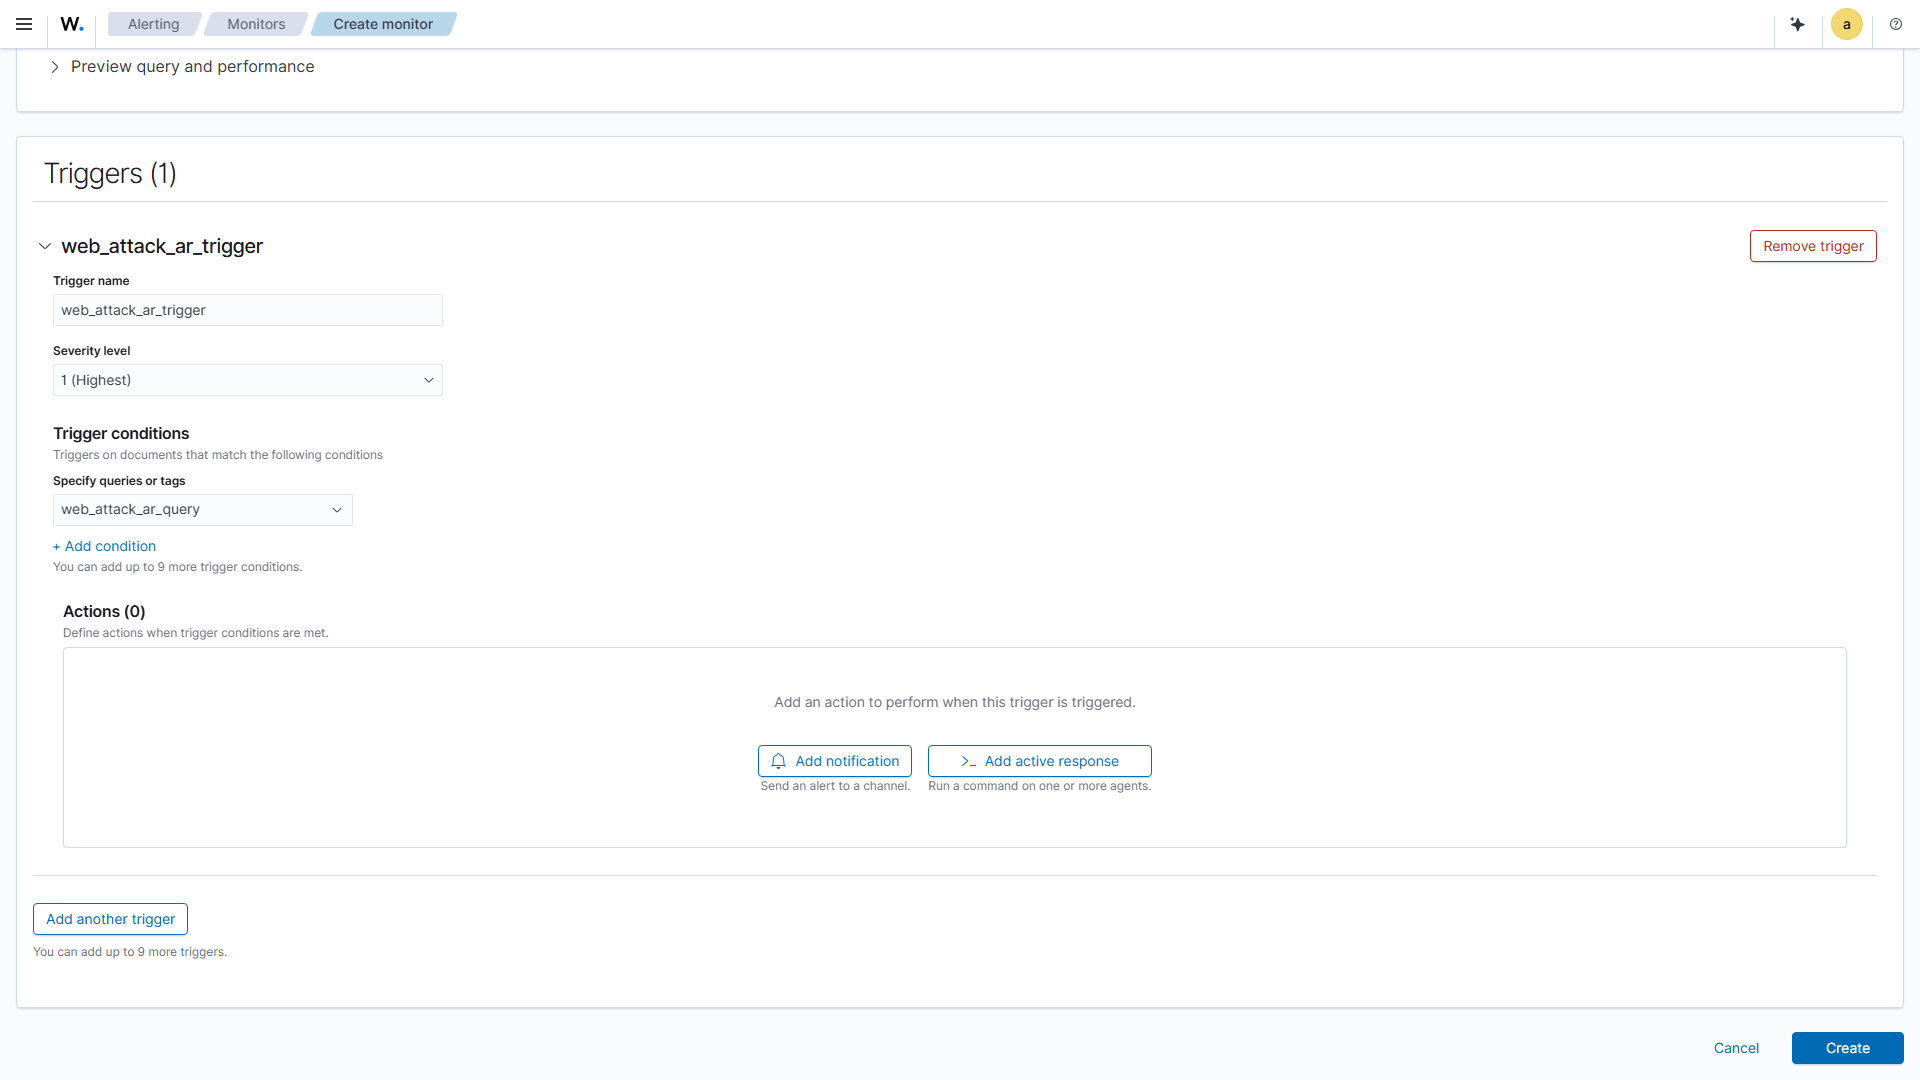 W.
Alerting
Monitors
Create monitor
a
Preview query and performance
Triggers (1)
web_attack_ar_trigger
Remove trigger
Trigger name
web_attack_ar_trigger
Severity level
1 (Highest)
Trigger conditions
Triggers on documents that match the following conditions
Specify queries or tags
web_attack_ar_query
+ Add condition
You can add up to 9 more trigger conditions.
Actions (0)
Define actions when trigger conditions are met.
Add an action to perform when this trigger is triggered.
Add notification
Send an alert to a channel.
>_ Add active response
Run a command on one or more agents.
Add another trigger
You can add up to 9 more triggers.
Cancel
Create